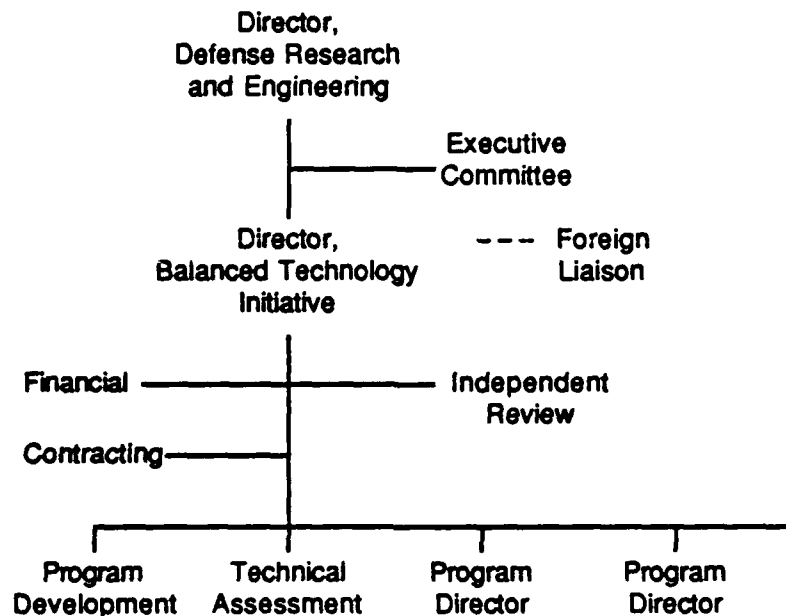 Director,
Defense Research
and Engineering
Executive
Committee
Director,
Balanced Technology
Initiative
Foreign
Liaison
Financial
Independent
Review
Contracting
Program
Development
Technical
Assessment
Program
Director
Program
Director